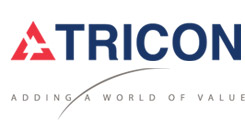 TRICON
ADDING A WORLD OF VALUE